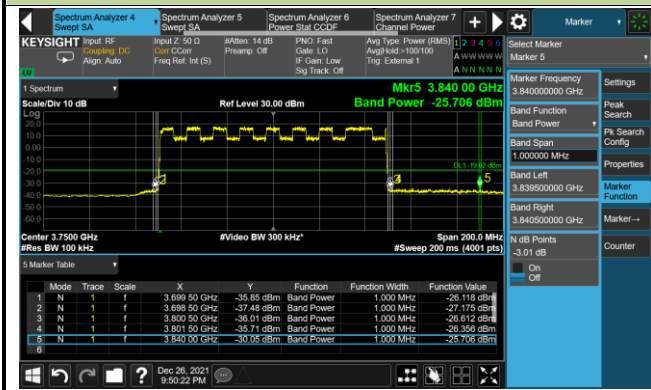 Spectrum Analyzer 4
Swept SA
Spectrum Analyzer 5
Swept SA
Spectrum Analyzer 6
Power Stat CCDF
Spectrum Analyzer 7
Channel Power
Marker
KEYSIGHT
Input: RF
Coupling: DC
Align: Auto
Input Z: 50 Ω
Corr CCorr
Freq Ref: Int (S)
#Atten: 14 dB
Preamp: Off
PNO: Fast
Gate: LO
IF Gain: Low
Sig Track: Off
Avg Type: Power (RMS)
Avg|Hold:>100/100
Trig: External 1
1 2 3 4 5 6
A W W W W W
A N N N N N
Select Marker
Marker 5
1 Spectrum
Scale/Div 10 dB
Log
Ref Level 30.00 dBm
Mkr5 3.840 00 GHz
Band Power -25.706 dBm
20.0
10.0
0.00
-10.0
-20.0
-30.0
-40.0
-50.0
-60.0
DL1 -19.02 dBm
2
3
5
Center 3.7500 GHz
#Res BW 100 kHz
#Video BW 300 kHz*
Span 200.0 MHz
#Sweep 200 ms (4001 pts)
5 Marker Table
Mode Trace Scale X Y Function Function Width Function Value
1 N 1 f 3.699 50 GHz -35.85 dBm Band Power 1.000 MHz -26.118 dBm
2 N 1 f 3.698 50 GHz -37.48 dBm Band Power 1.000 MHz -27.175 dBm
3 N 1 f 3.800 50 GHz -36.01 dBm Band Power 1.000 MHz -26.612 dBm
4 N 1 f 3.801 50 GHz -35.71 dBm Band Power 1.000 MHz -26.356 dBm
5 N 1 f 3.840 00 GHz -30.05 dBm Band Power 1.000 MHz -25.706 dBm
6
Marker Frequency
3.840000000 GHz
Band Function
Band Power
Band Span
1.000000 MHz
Band Left
3.839500000 GHz
Band Right
3.840500000 GHz
N dB Points
-3.01 dB
On
Off
Settings
Peak
Search
Pk Search
Config
Properties
Marker
Function
Marker→
Counter
?
Dec 26, 2021
9:50:22 PM